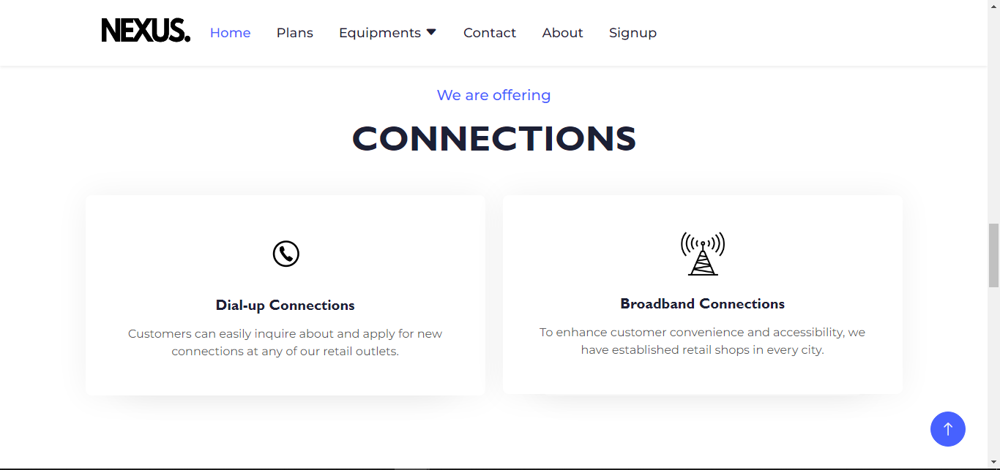 NEXUS. Home Plans Equipments Contact About Signup
We are offering
CONNECTIONS
Dial-up Connections
Customers can easily inquire about and apply for new
connections at any of our retail outlets.
Broadband Connections
To enhance customer convenience and accessibility, we
have established retail shops in every city.